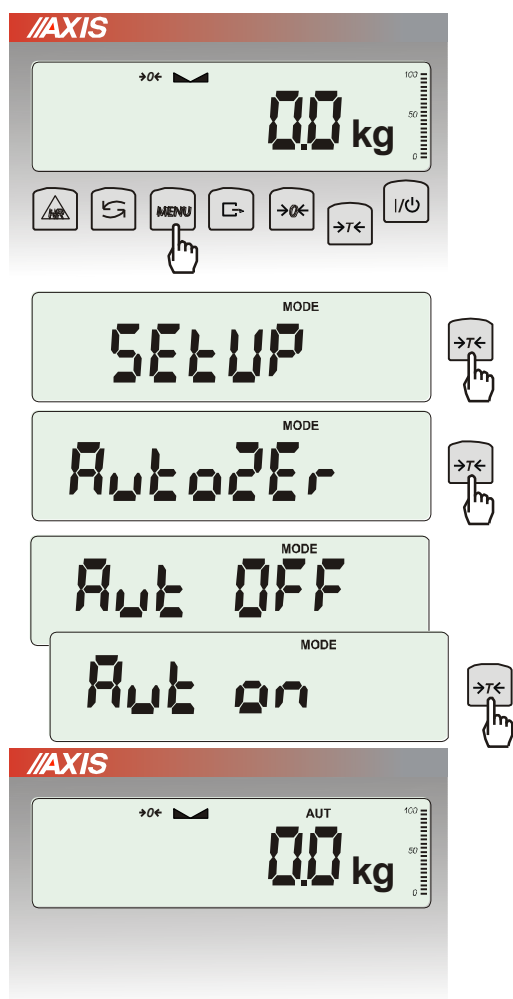 //AXIS
→0← 100
50
0.0 kg
0
HR MENU →0← →T← I/⏻
MODE
SEtUP
→T←
MODE
AutoZEr
→T←
MODE
Aut OFF
MODE
Aut on
→T←
//AXIS
→0← AUT 100
50
0.0 kg
0